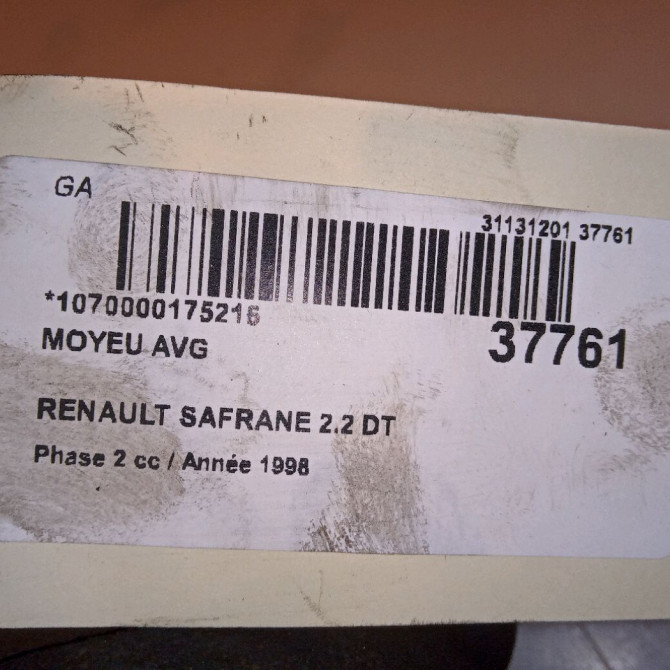 GA
31131201 37761
*1070000175216
37761
MOYEU AVG
RENAULT SAFRANE 2.2 DT
Phase 2 cc / Année 1998